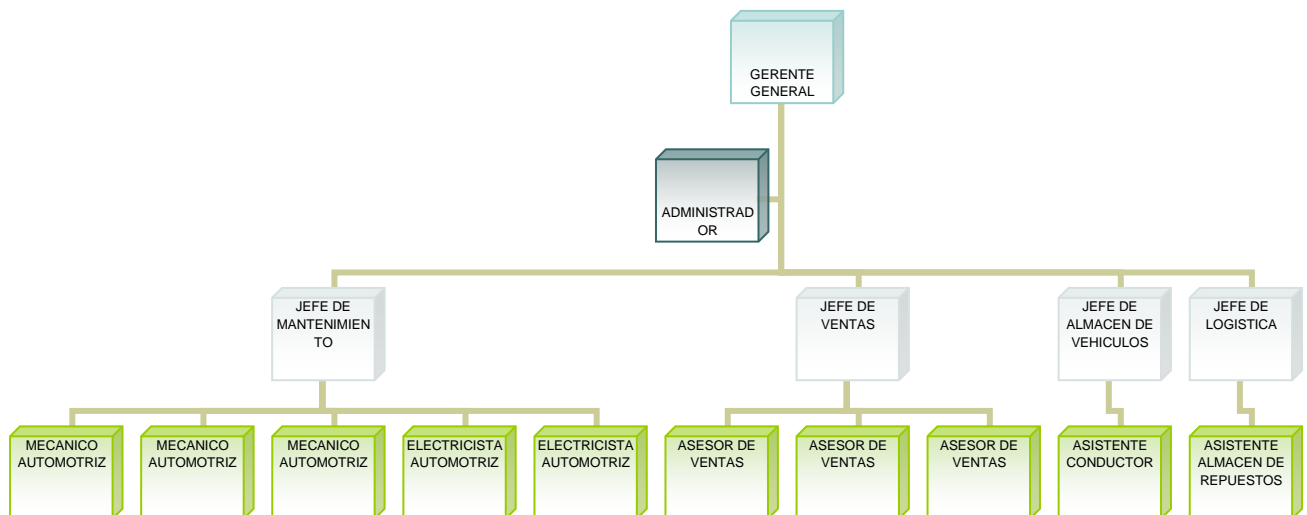 GERENTE
GENERAL
ADMINISTRAD
OR
JEFE DE
MANTENIMIEN
TO
JEFE DE
VENTAS
JEFE DE
ALMACEN DE
VEHICULOS
JEFE DE
LOGISTICA
MECANICO
AUTOMOTRIZ
MECANICO
AUTOMOTRIZ
MECANICO
AUTOMOTRIZ
ELECTRICISTA
AUTOMOTRIZ
ELECTRICISTA
AUTOMOTRIZ
ASESOR DE
VENTAS
ASESOR DE
VENTAS
ASESOR DE
VENTAS
ASISTENTE
CONDUCTOR
ASISTENTE
ALMACEN DE
REPUESTOS